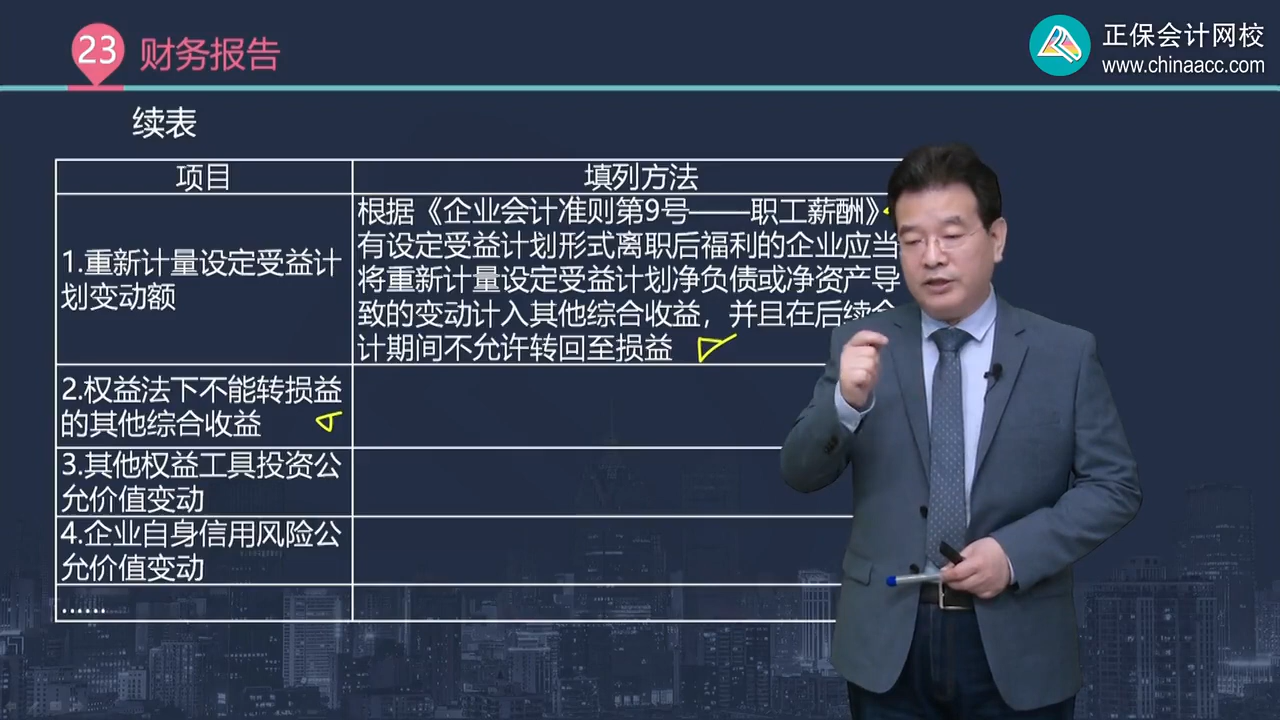 23 财务报告
正保会计网校
www.chinaacc.com
续表
项目
填列方法
1.重新计量设定受益计
划变动额
根据《企业会计准则第9号——职工薪酬》
有设定受益计划形式离职后福利的企业应当
将重新计量设定受益计划净负债或净资产导
致的变动计入其他综合收益，并且在后续会
计期间不允许转回至损益
2.权益法下不能转损益
的其他综合收益
3.其他权益工具投资公
允价值变动
4.企业自身信用风险公
允价值变动
……